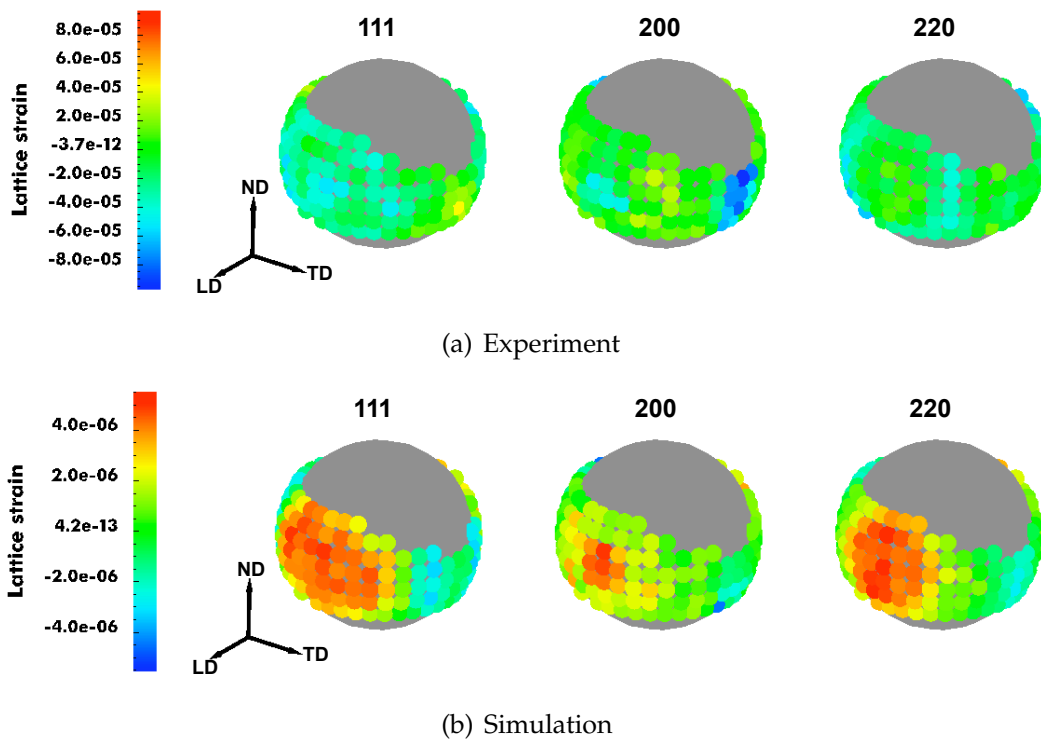 111 200 220
8.0e-05
6.0e-05
4.0e-05
2.0e-05
-3.7e-12
-2.0e-05
-4.0e-05
-6.0e-05
-8.0e-05
Lattice strain
ND
LD
TD
(a) Experiment
111 200 220
4.0e-06
2.0e-06
4.2e-13
-2.0e-06
-4.0e-06
Lattice strain
ND
LD
TD
(b) Simulation